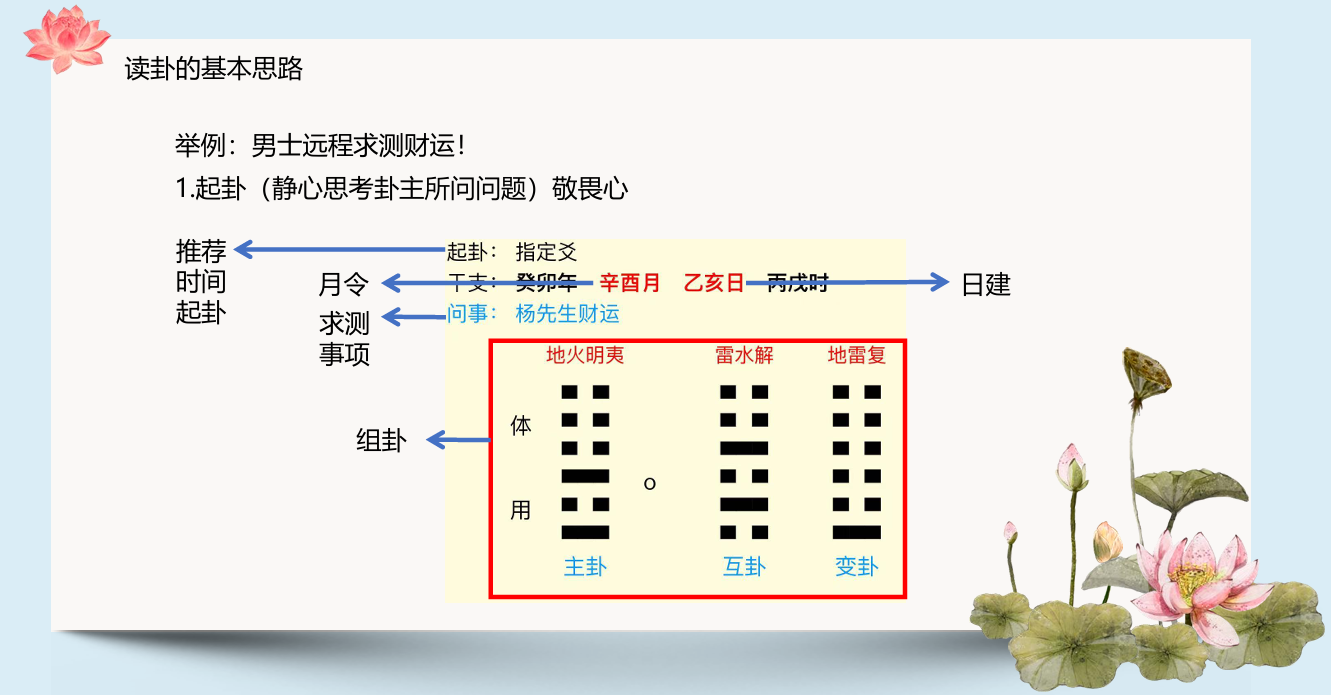 读卦的基本思路
举例：男士远程求测财运！
1.起卦（静心思考卦主所问问题）敬畏心
推荐
时间
起卦
月令
求测
事项
组卦
起卦： 指定爻
干支： 癸卯年 辛酉月 乙亥日 丙戌时
问事： 杨先生财运
日建
地火明夷 雷水解 地雷复
体
用
o
主卦 互卦 变卦